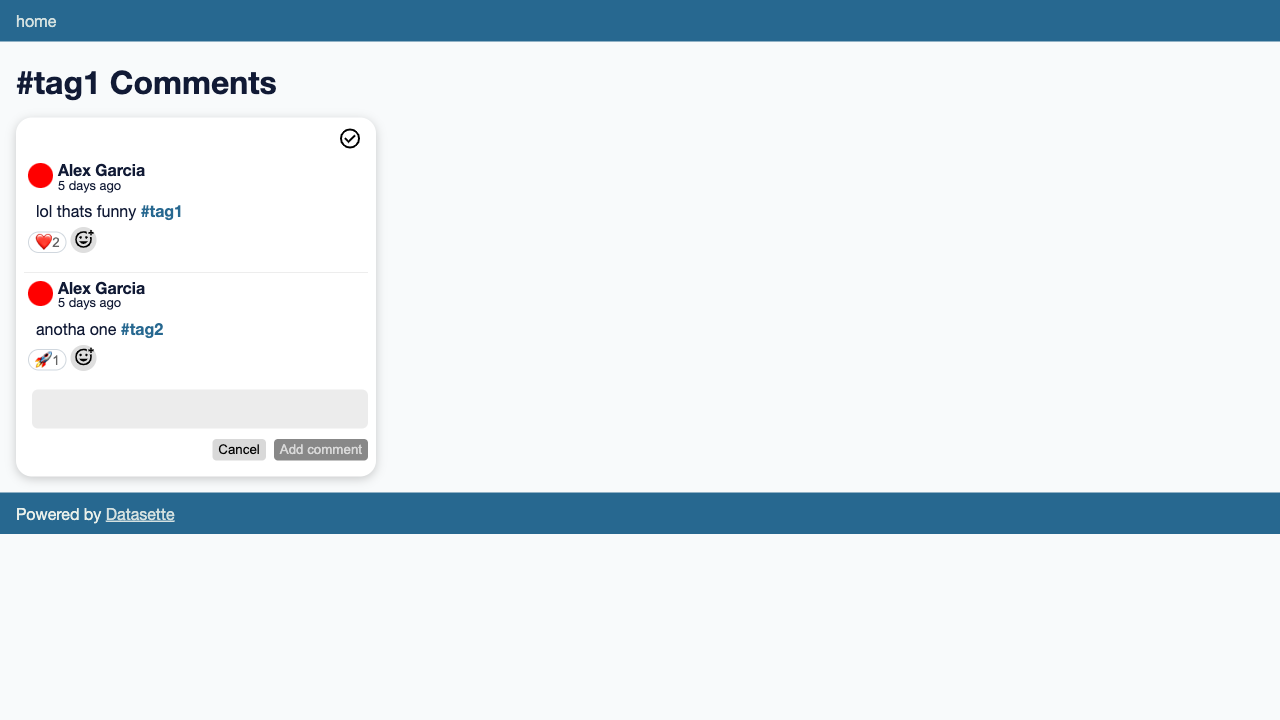 home
#tag1 Comments
Alex Garcia
5 days ago
lol thats funny #tag1
❤️2
Alex Garcia
5 days ago
anotha one #tag2
🚀1
Cancel Add comment
Powered by Datasette